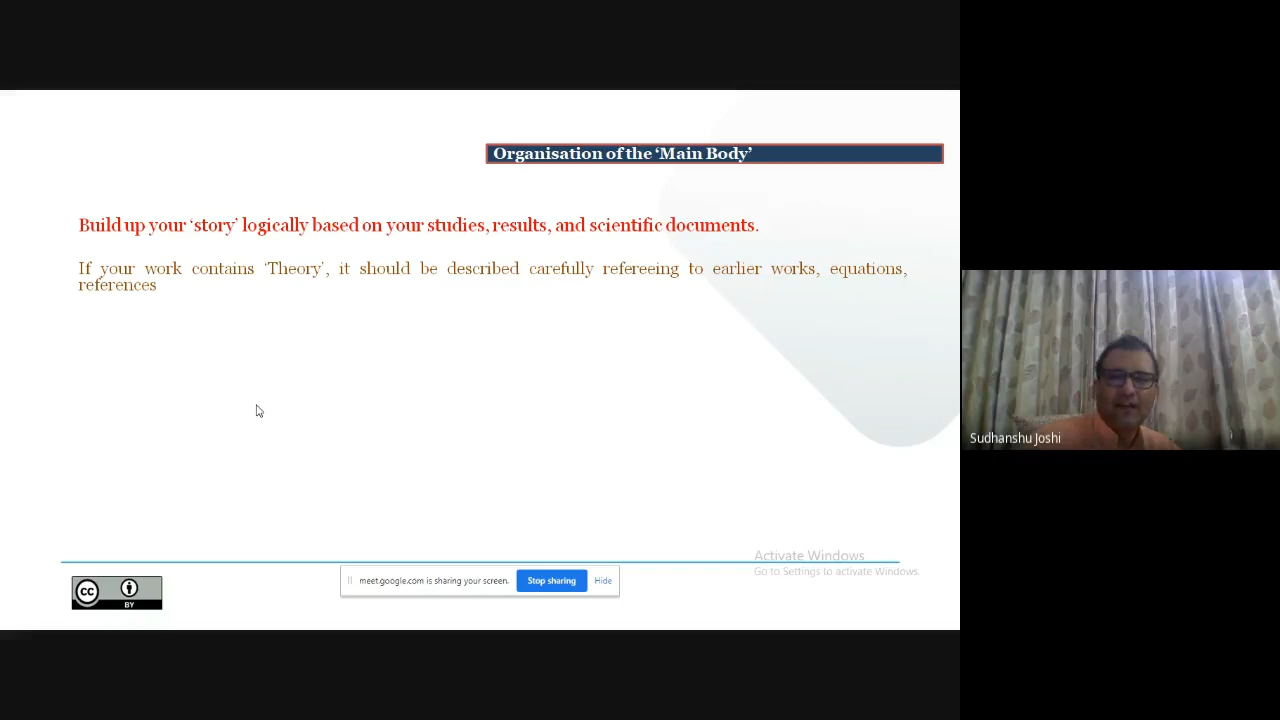 Organisation of the ‘Main Body’
Build up your ‘story’ logically based on your studies, results, and scientific documents.
If your work contains ‘Theory’, it should be described carefully refereeing to earlier works, equations,
references
Sudhanshu Joshi
Activate Windows
Go to Settings to activate Windows.
meet.google.com is sharing your screen.
Stop sharing
Hide
cc
BY